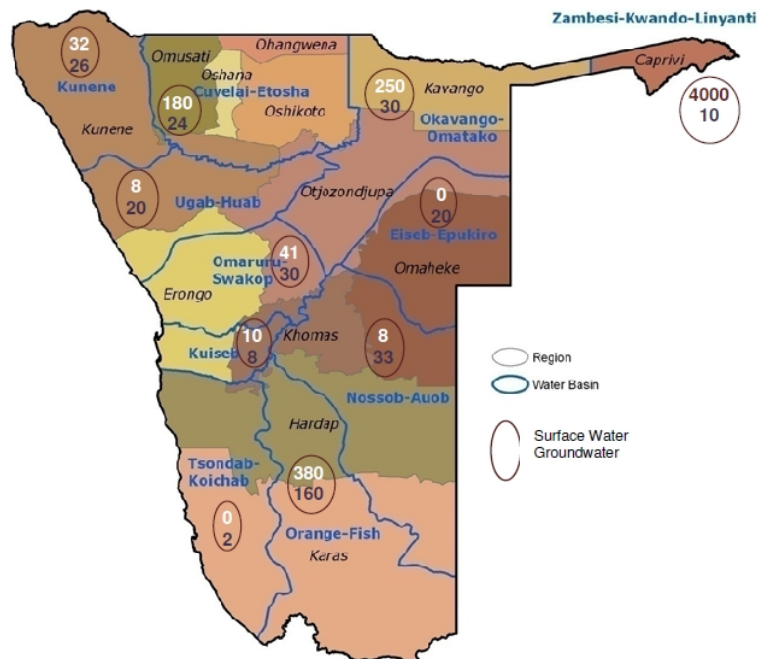 Zambesi-Kwando-Linyanti
32
26
Kunene
Kunene
Omusati
Ohangwena
Oshana
Cuvelai-Etosha
180
24
Oshikoto
250
30
Kavango
Okavango-
Omatako
Caprivi
4000
10
8
20
Ugab-Huab
Otjozondjupa
0
20
Eiseb-Epukiro
Omaheke
Omaruru-
Swakop
41
30
Erongo
Kuiseb
10
8
Khomas
8
33
Nossob-Auob
Region
Water Basin
Surface Water
Groundwater
Hardap
Tsondab-
Koichab
380
160
0
2
Orange-Fish
Karas